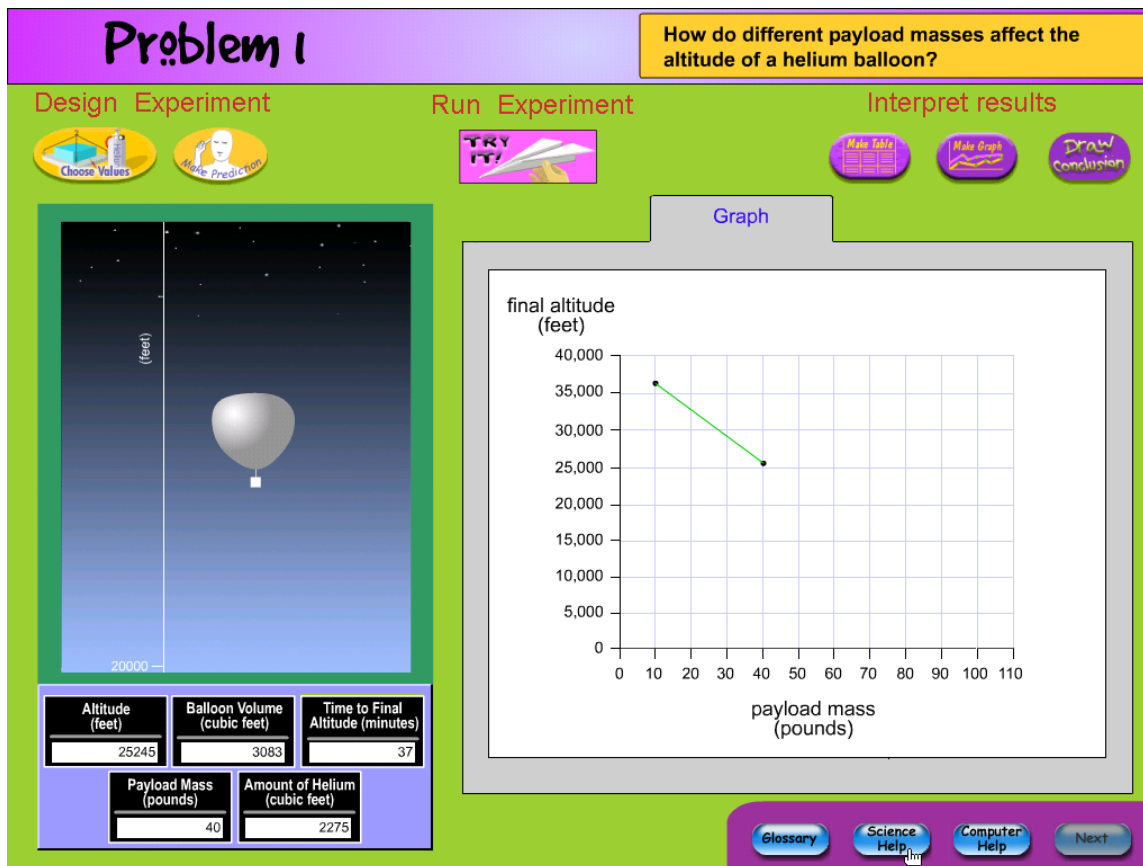 Problem 1
How do different payload masses affect the
altitude of a helium balloon?
Design Experiment
Run Experiment
Interpret results
Choose Values
Make Prediction
TRY
IT!
Make Table
Make Graph
Draw
Conclusion
(feet)
20000
Altitude
(feet)
25245
Balloon Volume
(cubic feet)
3083
Time to Final
Altitude (minutes)
37
Payload Mass
(pounds)
40
Amount of Helium
(cubic feet)
2275
Graph
final altitude
(feet)
40,000
35,000
30,000
25,000
20,000
15,000
10,000
5,000
0
0 10 20 30 40 50 60 70 80 90 100 110
payload mass
(pounds)
Glossary
Science
Help
Computer
Help
Next